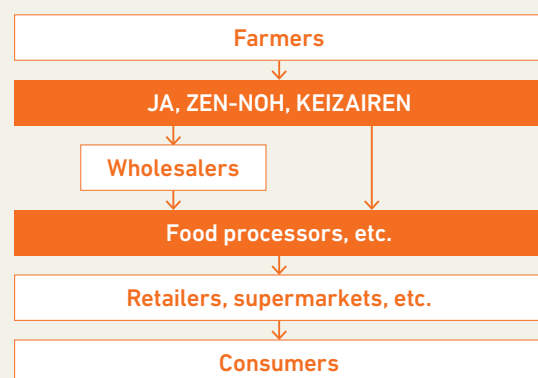 Farmers
JA, ZEN-NOH, KEIZAIREN
Wholesalers
Food processors, etc.
Retailers, supermarkets, etc.
Consumers